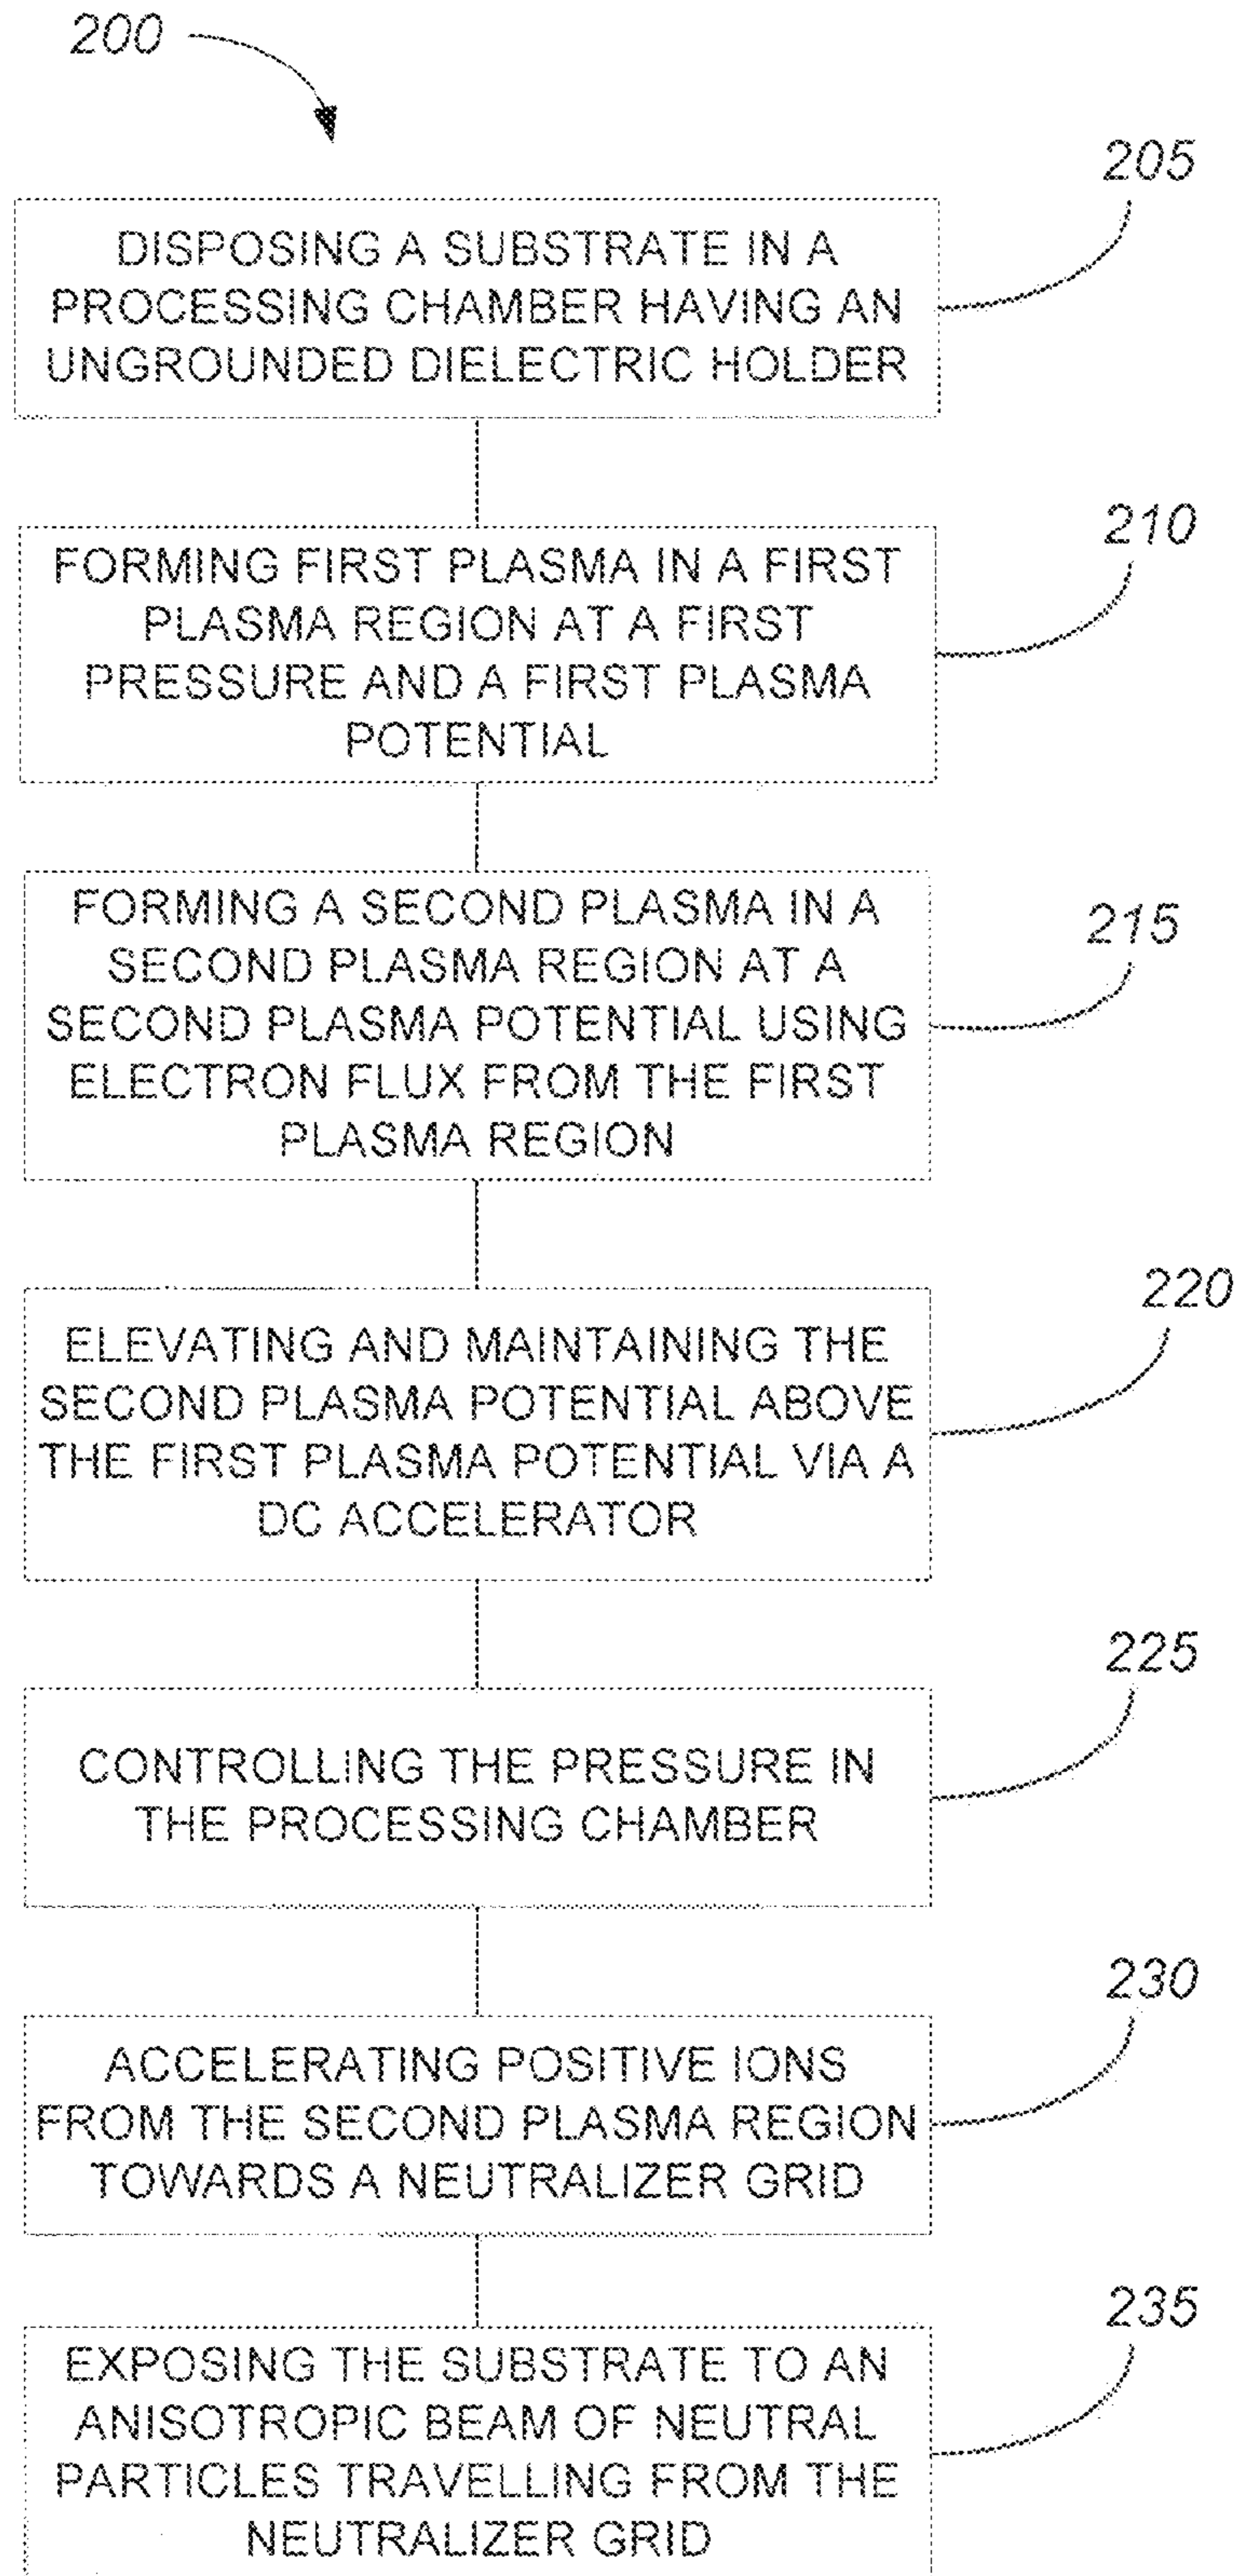 200
205
DISPOSING A SUBSTRATE IN A
PROCESSING CHAMBER HAVING AN
UNGROUNDED DIELECTRIC HOLDER
210
FORMING FIRST PLASMA IN A FIRST
PLASMA REGION AT A FIRST
PRESSURE AND A FIRST PLASMA
POTENTIAL
215
FORMING A SECOND PLASMA IN A
SECOND PLASMA REGION AT A
SECOND PLASMA POTENTIAL USING
ELECTRON FLUX FROM THE FIRST
PLASMA REGION
220
ELEVATING AND MAINTAINING THE
SECOND PLASMA POTENTIAL ABOVE
THE FIRST PLASMA POTENTIAL VIA A
DC ACCELERATOR
225
CONTROLLING THE PRESSURE IN
THE PROCESSING CHAMBER
230
ACCELERATING POSITIVE IONS
FROM THE SECOND PLASMA REGION
TOWARDS A NEUTRALIZER GRID
235
EXPOSING THE SUBSTRATE TO AN
ANISOTROPIC BEAM OF NEUTRAL
PARTICLES TRAVELLING FROM THE
NEUTRALIZER GRID